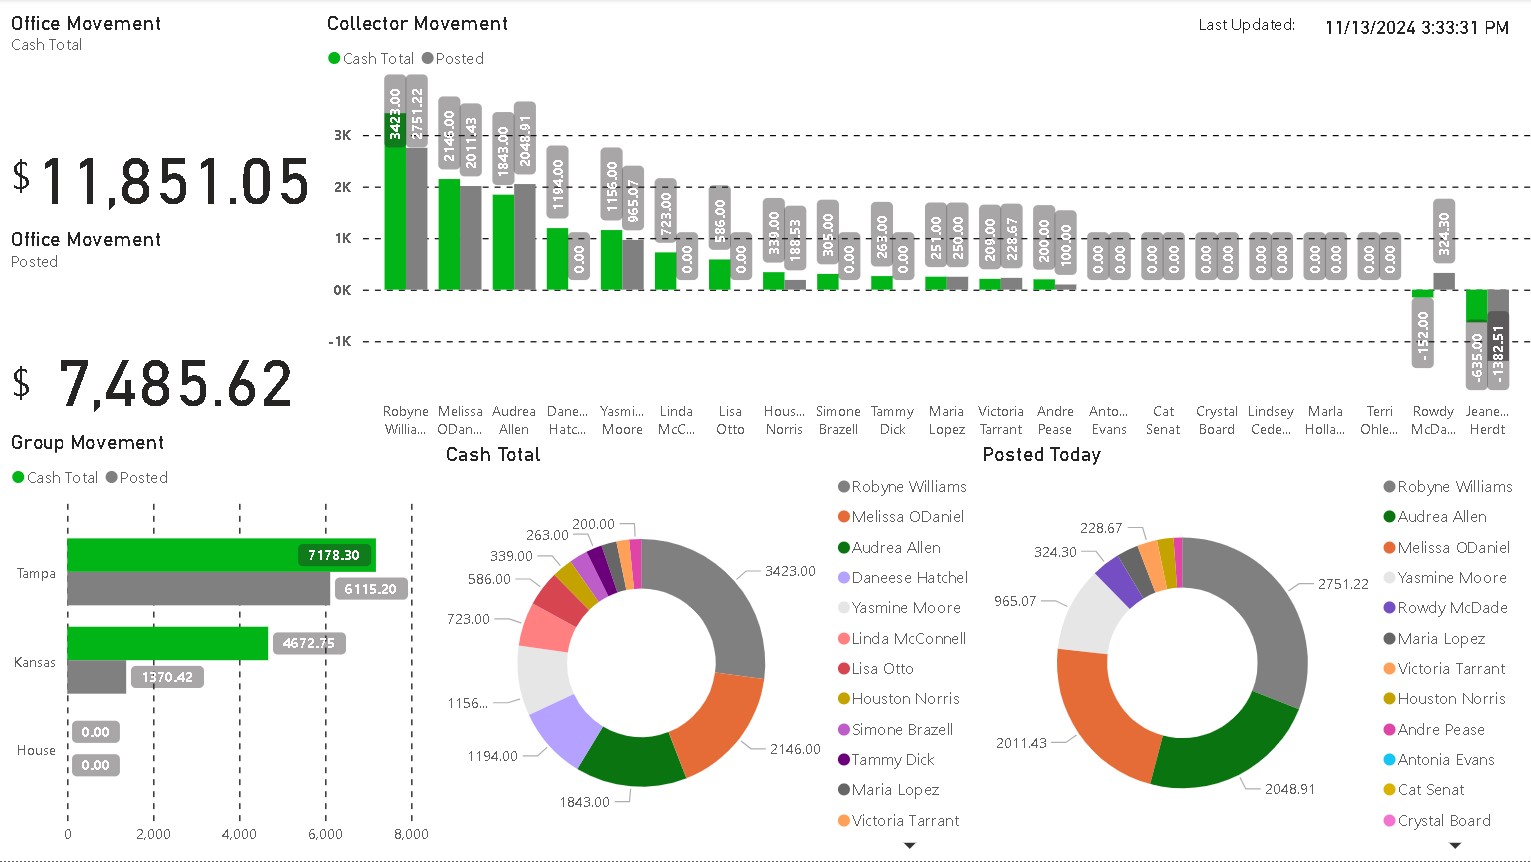 Office Movement
Cash Total
$ 11,851.05
Office Movement
Posted
$ 7,485.62
Collector Movement
Last Updated: 11/13/2024 3:33:31 PM
Cash Total Posted
3K
2K
1K
0K
-1K
3423.00 2751.22 2146.00 2011.43 1843.00 2048.91 1194.00 0.00 1156.00 965.07 723.00 0.00 586.00 0.00 339.00 188.53 305.00 0.00 263.00 0.00 251.00 250.00 209.00 228.67 200.00 100.00 0.00 0.00 0.00 0.00 0.00 0.00 0.00 0.00 0.00 0.00 0.00 0.00 -152.00 324.30 -635.00 -1382.51
Robyne Willia...
Melissa ODan...
Audrea Allen
Dane... Hatc...
Yasmi... Moore
Linda McC...
Lisa Otto
Hous... Norris
Simone Brazell
Tammy Dick
Maria Lopez
Victoria Tarrant
Andre Pease
Anto... Evans
Cat Senat
Crystal Board
Lindsey Cede...
Marla Holla...
Terri Ohle...
Rowdy McDa...
Jeane... Herdt
Group Movement
Cash Total Posted
Tampa
7178.30
6115.20
Kansas
4672.75
1370.42
House
0.00
0.00
0 2,000 4,000 6,000 8,000
Cash Total
200.00
263.00
339.00
586.00
723.00
1156...
1194.00
1843.00
2146.00
3423.00
Robyne Williams
Melissa ODaniel
Audrea Allen
Daneese Hatchel
Yasmine Moore
Linda McConnell
Lisa Otto
Houston Norris
Simone Brazell
Tammy Dick
Maria Lopez
Victoria Tarrant
Posted Today
228.67
324.30
965.07
2011.43
2048.91
2751.22
Robyne Williams
Audrea Allen
Melissa ODaniel
Yasmine Moore
Rowdy McDade
Maria Lopez
Victoria Tarrant
Houston Norris
Andre Pease
Antonia Evans
Cat Senat
Crystal Board